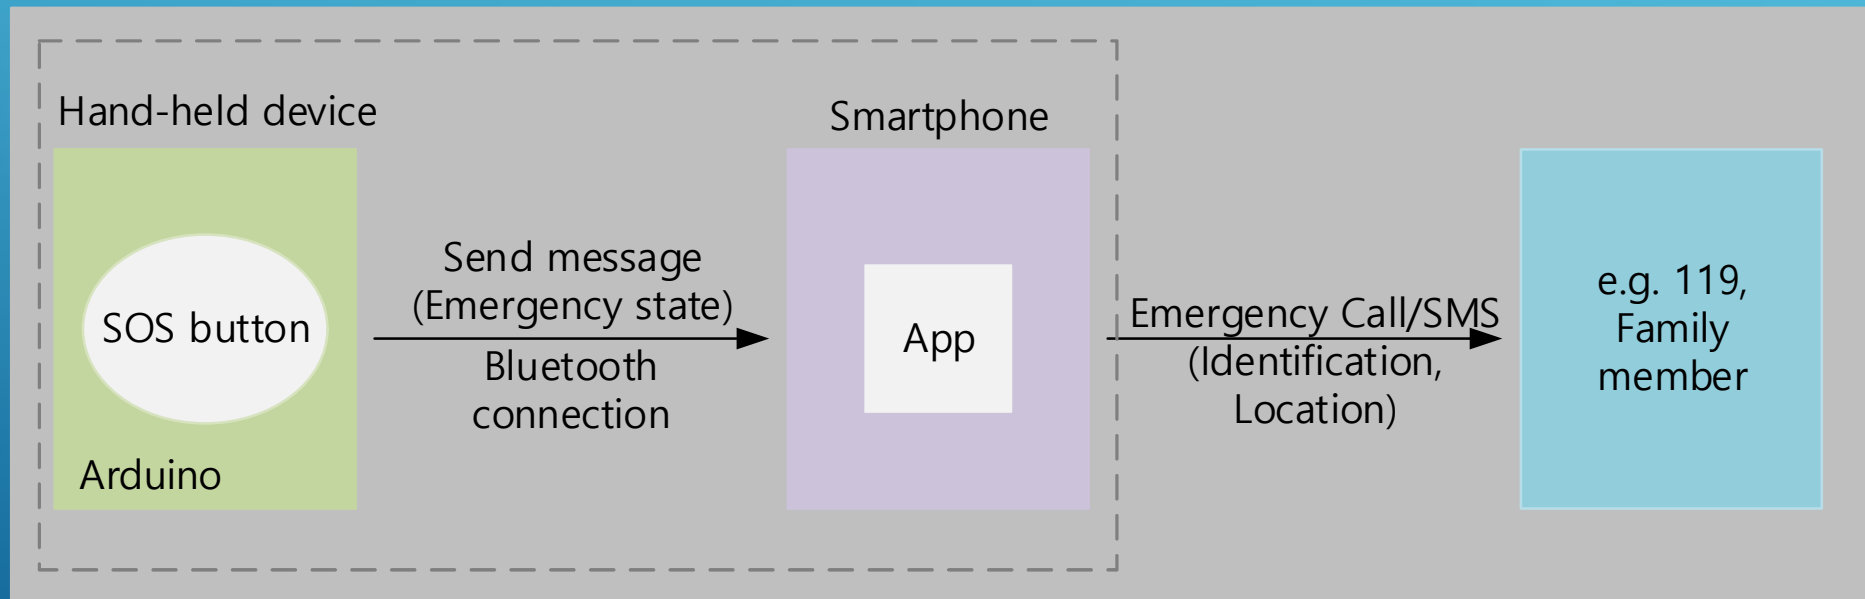 Hand-held device
SOS button
Arduino
Send message
(Emergency state)
Bluetooth
connection
Smartphone
App
Emergency Call/SMS
(Identification,
Location)
e.g. 119,
Family
member